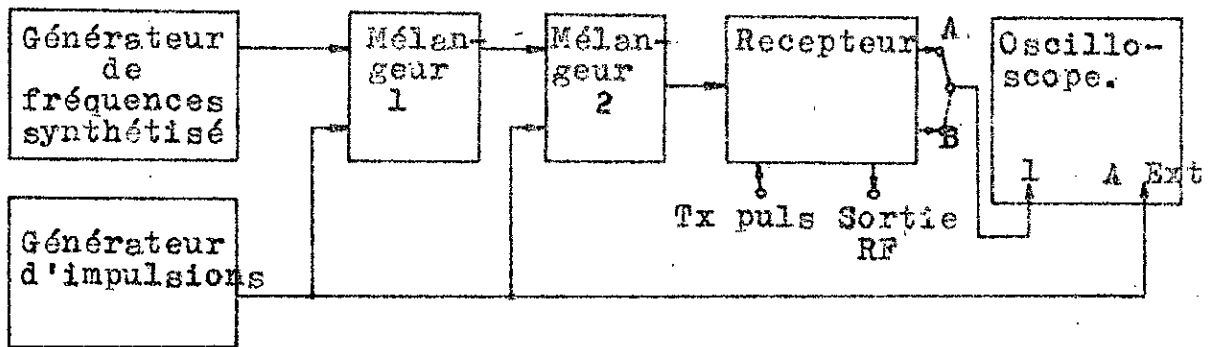 Générateur
de
fréquences
synthétisé
Mélan-
geur
1
Mélan-
geur
2
Recepteur
A
B
Oscillo-
scope.
1 A Ext
Tx puls Sortie
RF
Générateur
d'impulsions